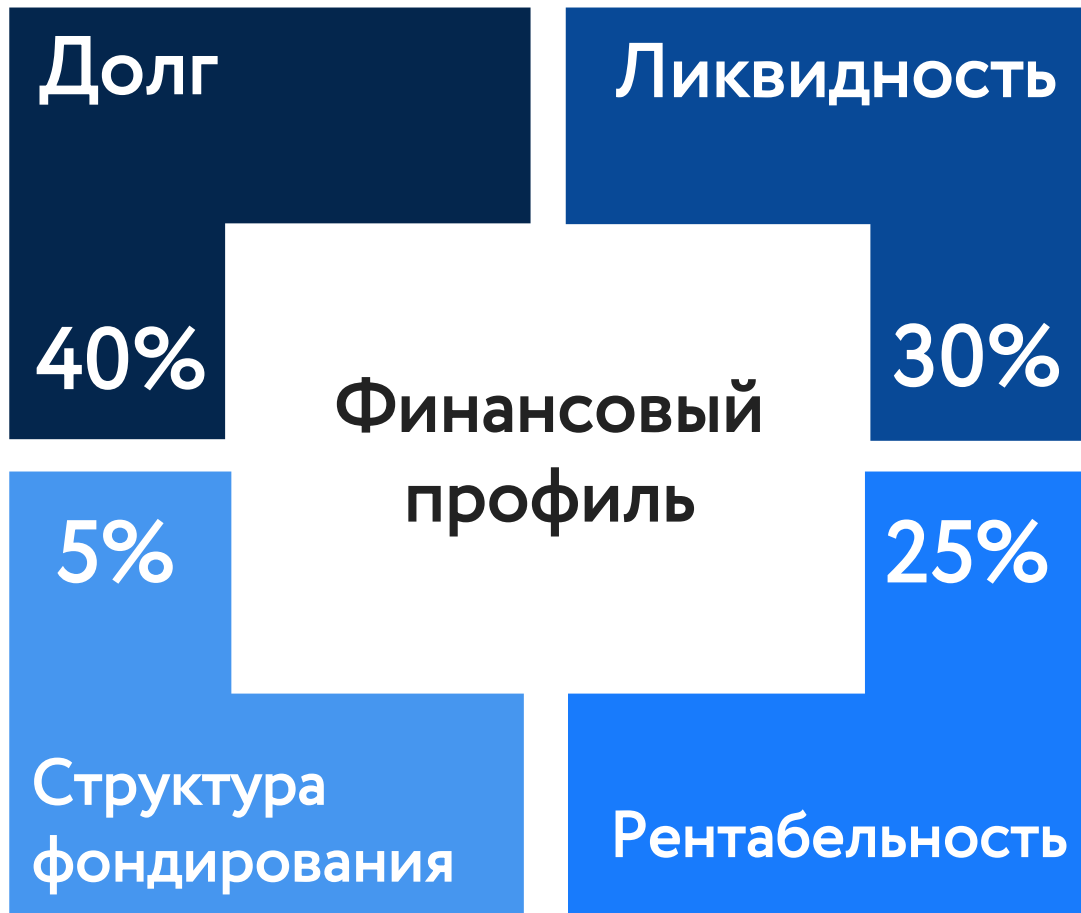 Долг
Ликвидность
40%
30%
Финансовый
профиль
5%
25%
Структура
фондирования
Рентабельность